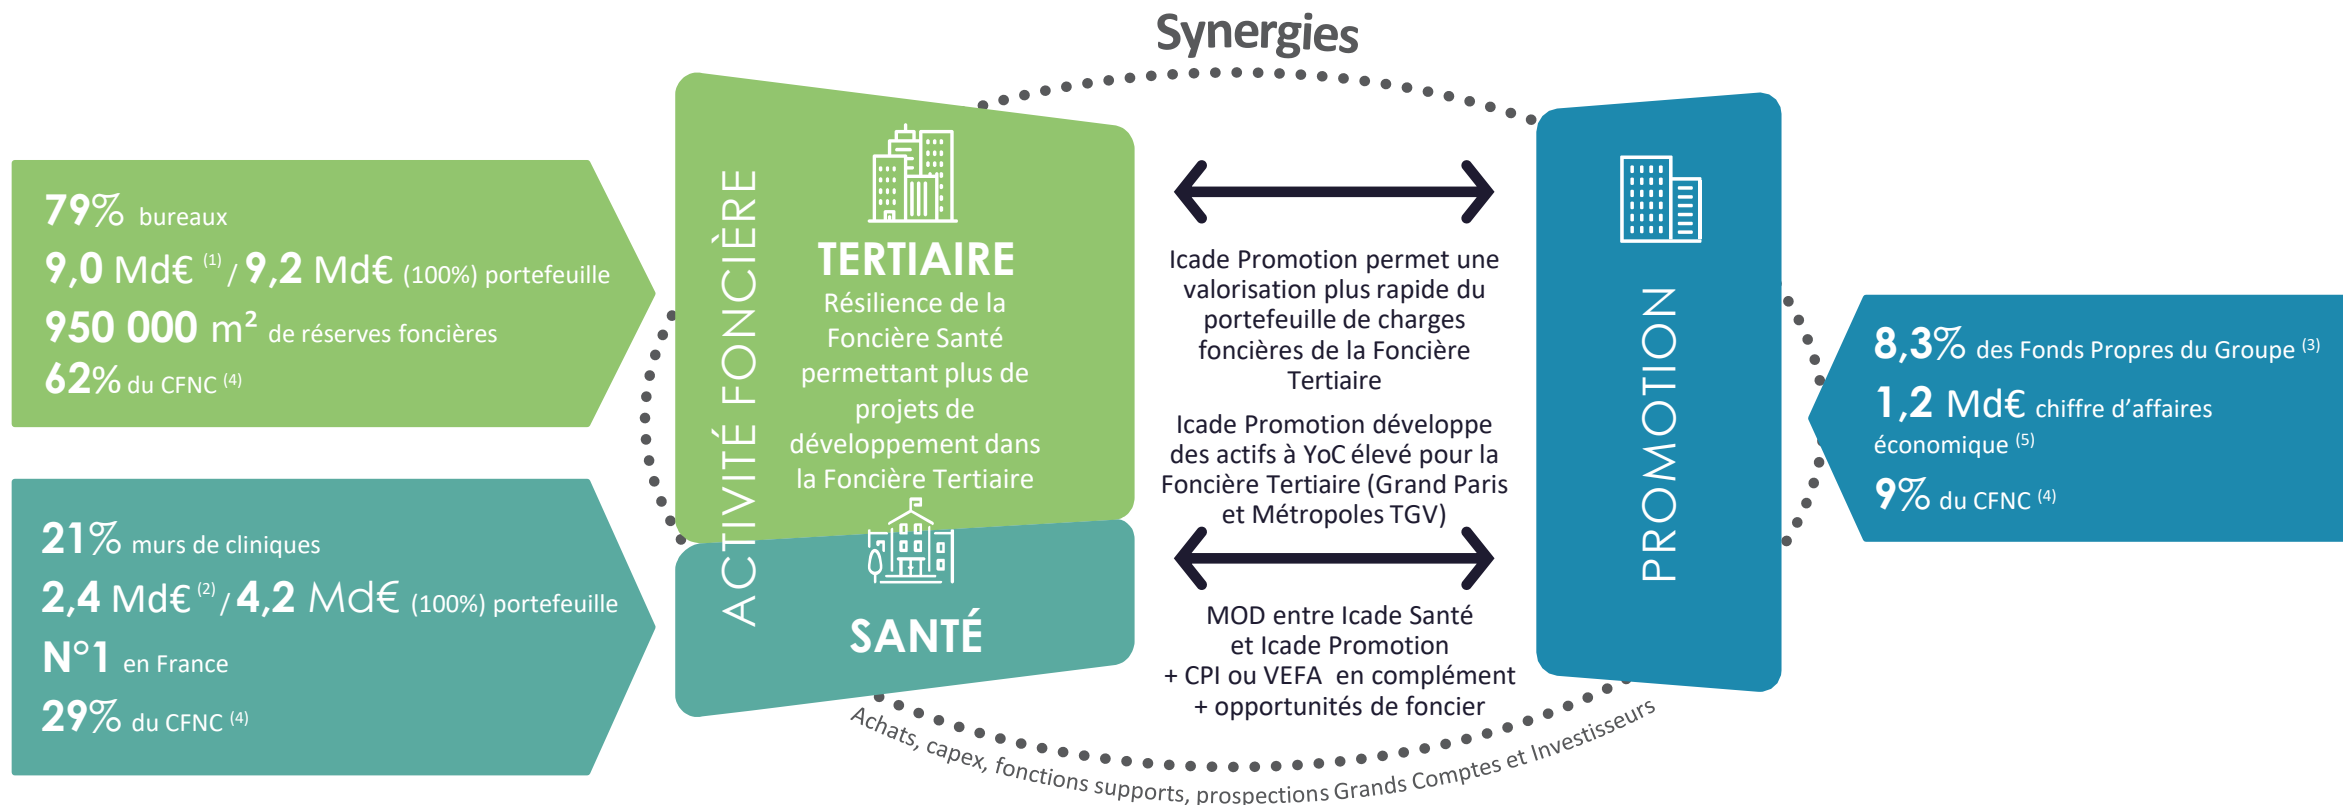 Synergies
79% bureaux
9,0 Md€ (1) / 9,2 Md€ (100%) portefeuille
950 000 m² de réserves foncières
62% du CFNC (4)
21% murs de cliniques
2,4 Md€ (2) / 4,2 Md€ (100%) portefeuille
N°1 en France
29% du CFNC (4)
ACTIVITÉ FONCIÈRE
TERTIAIRE
Résilience de la
Foncière Santé
permettant plus de
projets de
développement dans
la Foncière Tertiaire
SANTÉ
Icade Promotion permet une
valorisation plus rapide du
portefeuille de charges
foncières de la Foncière
Tertiaire
Icade Promotion développe
des actifs à YoC élevé pour la
Foncière Tertiaire (Grand Paris
et Métropoles TGV)
MOD entre Icade Santé
et Icade Promotion
+ CPI ou VEFA en complément
+ opportunités de foncier
PROMOTION
8,3% des Fonds Propres du Groupe (3)
1,2 Md€ chiffre d’affaires
économique (5)
9% du CFNC (4)
Achats, capex, fonctions supports, prospections Grands Comptes et Investisseurs